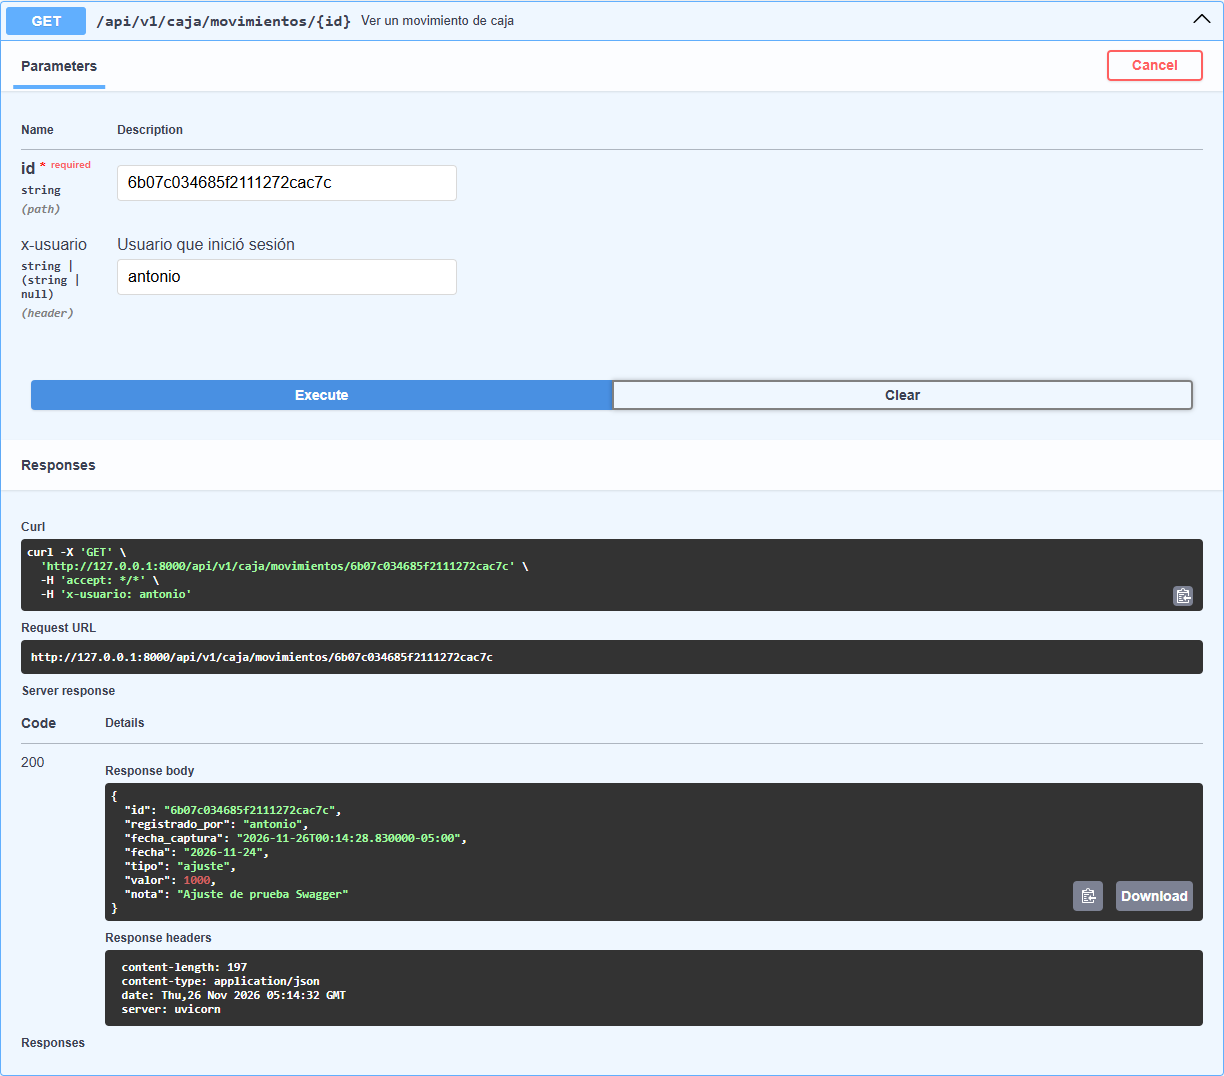 GET /api/v1/caja/movimientos/{id} Ver un movimiento de caja
Parameters
Cancel
Name Description
id * required
string
(path)
6b07c034685f2111272cac7c
x-usuario
string |
(string |
null)
(header)
Usuario que inició sesión
antonio
Execute Clear
Responses
Curl
curl -X 'GET' \
'http://127.0.0.1:8000/api/v1/caja/movimientos/6b07c034685f2111272cac7c' \
-H 'accept: */*' \
-H 'x-usuario: antonio'
Request URL
http://127.0.0.1:8000/api/v1/caja/movimientos/6b07c034685f2111272cac7c
Server response
Code Details
200
Response body
{
"id": "6b07c034685f2111272cac7c",
"registrado_por": "antonio",
"fecha_captura": "2026-11-26T00:14:28.830000-05:00",
"fecha": "2026-11-24",
"tipo": "ajuste",
"valor": 1000,
"nota": "Ajuste de prueba Swagger"
}
Download
Response headers
content-length: 197
content-type: application/json
date: Thu,26 Nov 2026 05:14:32 GMT
server: uvicorn
Responses